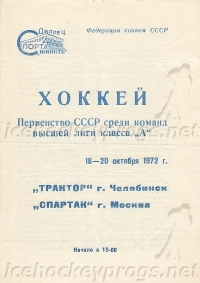 Дворец
СПОРТА
Юность
Федерация хоккея СССР
ХОККЕЙ
Первенство СССР среди команд
высшей лиги класса „А“
18—20 октября 1972 г.
„ТРАКТОР“ г. Челябинск
„СПАРТАК“ г. Москва
Начало в 19-00
icehockeyprogs.net